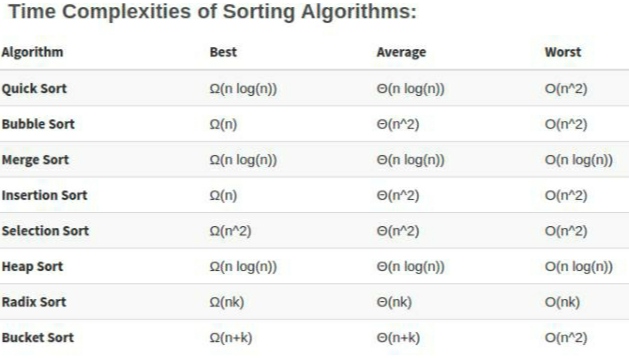 Time Complexities of Sorting Algorithms:
Algorithm Best Average Worst
Quick Sort Ω(n log(n)) Θ(n log(n)) O(n^2)
Bubble Sort Ω(n) Θ(n^2) O(n^2)
Merge Sort Ω(n log(n)) Θ(n log(n)) O(n log(n))
Insertion Sort Ω(n) Θ(n^2) O(n^2)
Selection Sort Ω(n^2) Θ(n^2) O(n^2)
Heap Sort Ω(n log(n)) Θ(n log(n)) O(n log(n))
Radix Sort Ω(nk) Θ(nk) O(nk)
Bucket Sort Ω(n+k) Θ(n+k) O(n^2)